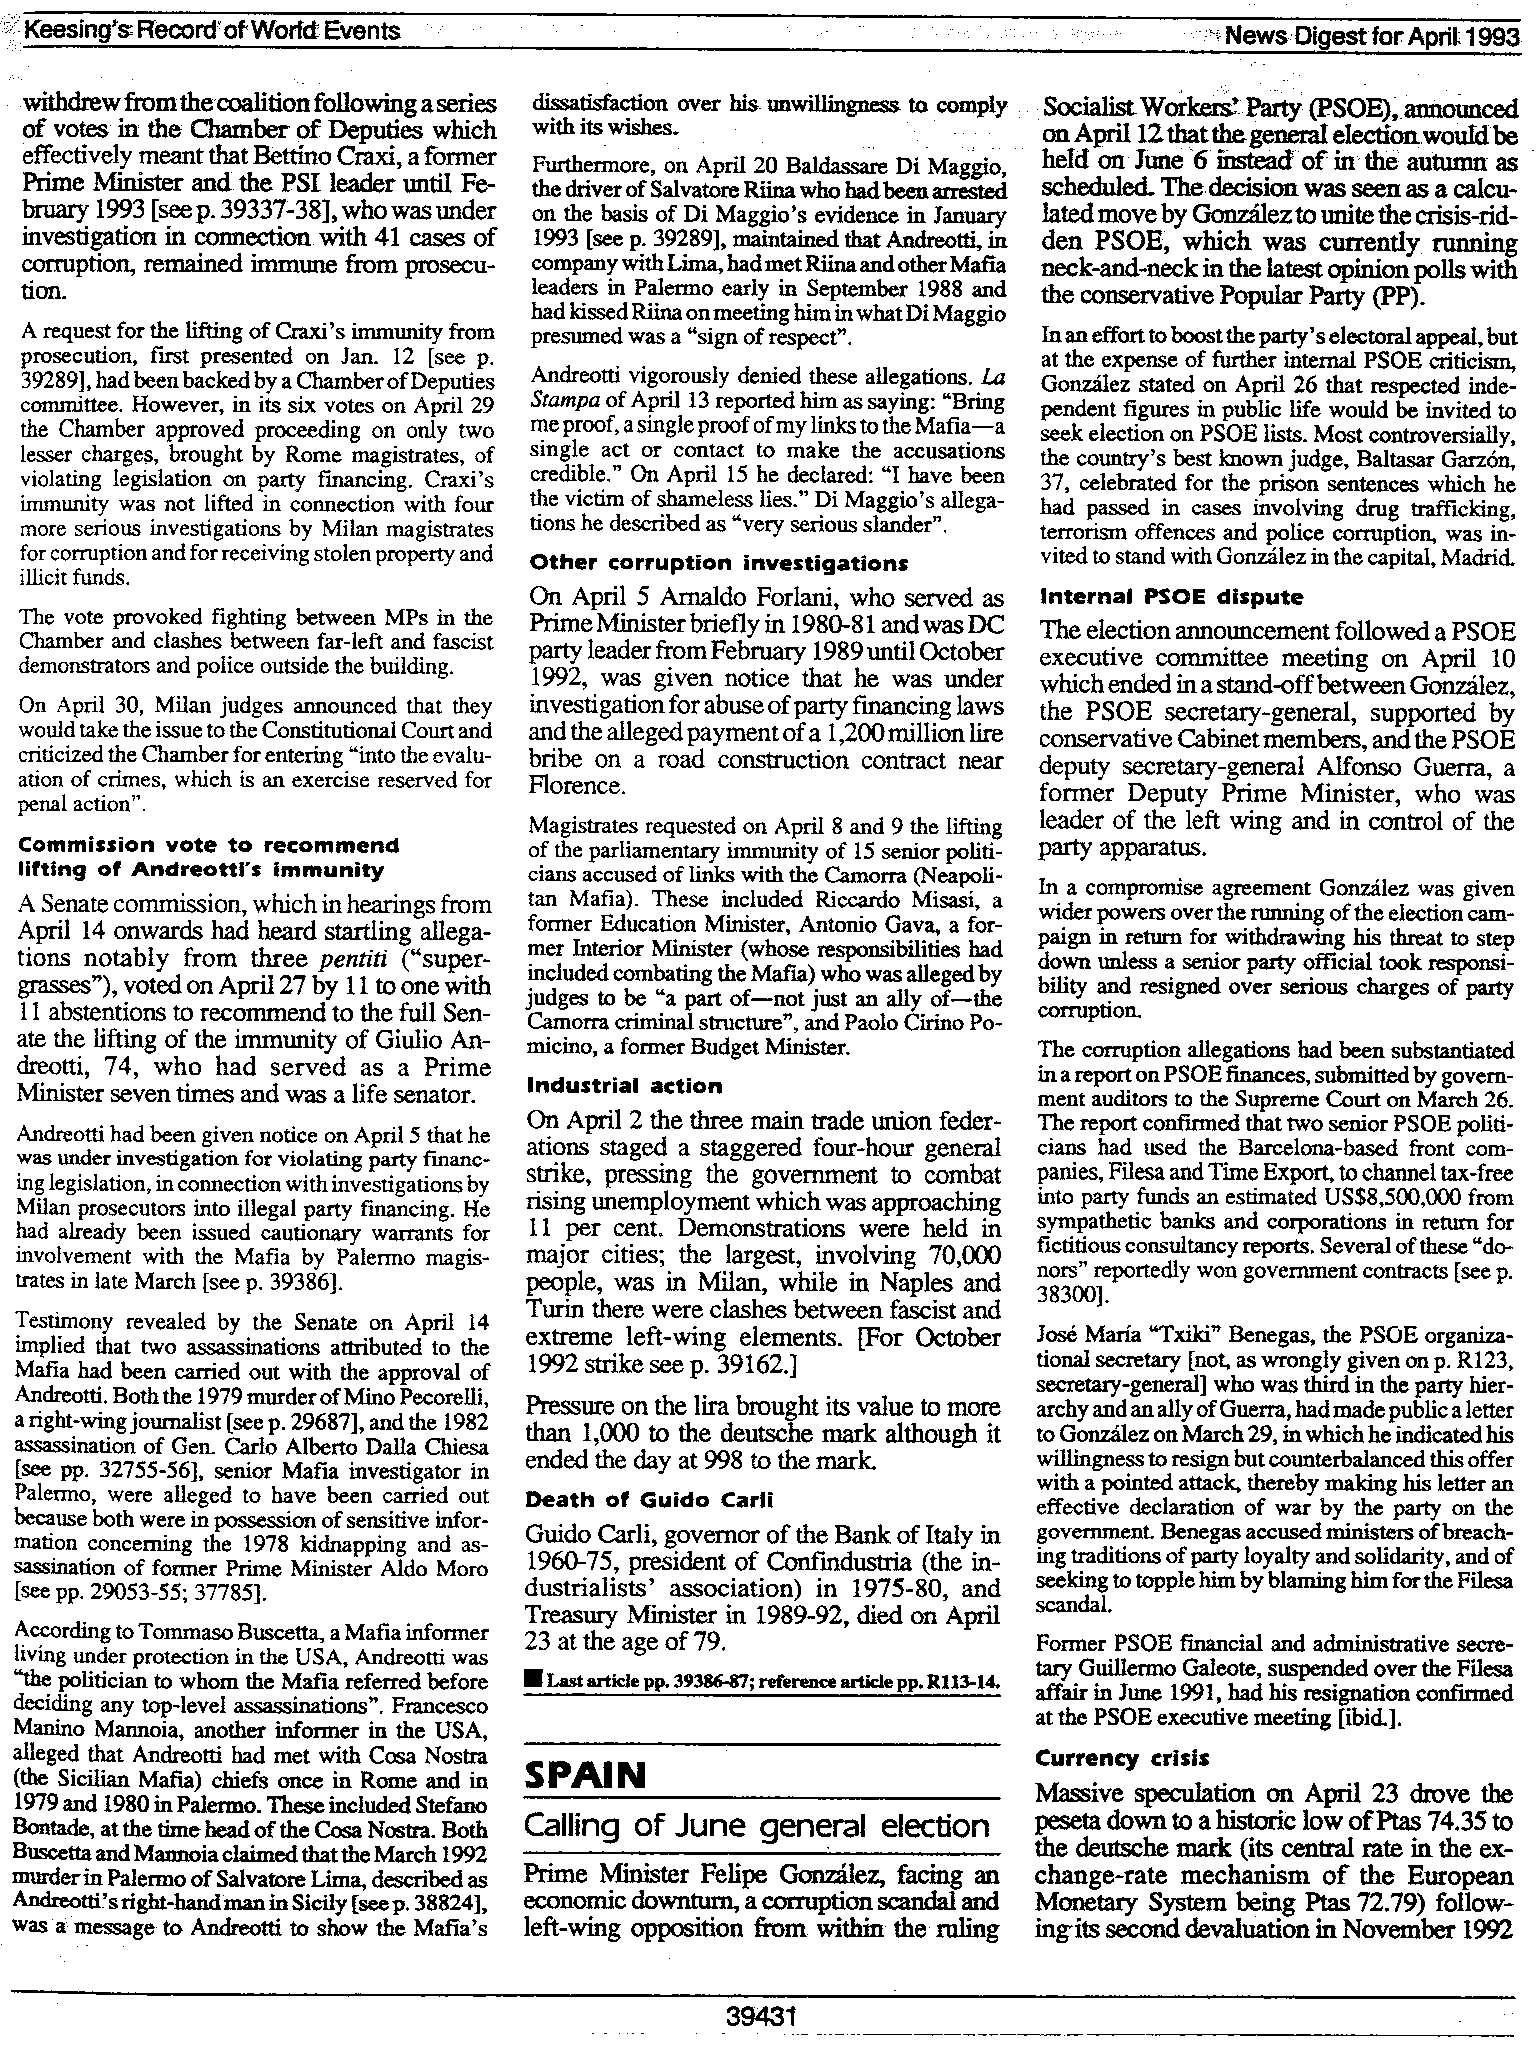 Keesing's Record of World Events
News Digest for April 1993
withdrew from the coalition following a series
of votes in the Chamber of Deputies which
effectively meant that Bettino Craxi, a former
Prime Minister and the PSI leader until Fe-
bruary 1993 [see p. 39337-38], who was under
investigation in connection with 41 cases of
corruption, remained immune from prosecu-
tion.
A request for the lifting of Craxi's immunity from
prosecution, first presented on Jan. 12 [see p.
39289], had been backed by a Chamber of Deputies
committee. However, in its six votes on April 29
the Chamber approved proceeding on only two
lesser charges, brought by Rome magistrates, of
violating legislation on party financing. Craxi's
immunity was not lifted in connection with four
more serious investigations by Milan magistrates
for corruption and for receiving stolen property and
illicit funds.
The vote provoked fighting between MPs in the
Chamber and clashes between far-left and fascist
demonstrators and police outside the building.
On April 30, Milan judges announced that they
would take the issue to the Constitutional Court and
criticized the Chamber for entering "into the evalu-
ation of crimes, which is an exercise reserved for
penal action".
Commission vote to recommend
lifting of Andreotti's immunity
A Senate commission, which in hearings from
April 14 onwards had heard startling allega-
tions notably from three pentiti ("super-
grasses"), voted on April 27 by 11 to one with
11 abstentions to recommend to the full Sen-
ate the lifting of the immunity of Giulio An-
dreotti, 74, who had served as a Prime
Minister seven times and was a life senator.
Andreotti had been given notice on April 5 that he
was under investigation for violating party financ-
ing legislation, in connection with investigations by
Milan prosecutors into illegal party financing. He
had already been issued cautionary warrants for
involvement with the Mafia by Palermo magis-
trates in late March [see p. 39386].
Testimony revealed by the Senate on April 14
implied that two assassinations attributed to the
Mafia had been carried out with the approval of
Andreotti. Both the 1979 murder of Mino Pecorelli,
a right-wing journalist [see p. 29687], and the 1982
assassination of Gen. Carlo Alberto Dalla Chiesa
[see pp. 32755-56], senior Mafia investigator in
Palermo, were alleged to have been carried out
because both were in possession of sensitive infor-
mation concerning the 1978 kidnapping and as-
sassination of former Prime Minister Aldo Moro
[see pp. 29053-55; 37785].
According to Tommaso Buscetta, a Mafia informer
living under protection in the USA, Andreotti was
"the politician to whom the Mafia referred before
deciding any top-level assassinations". Francesco
Manino Mannoia, another informer in the USA,
alleged that Andreotti had met with Cosa Nostra
(the Sicilian Mafia) chiefs once in Rome and in
1979 and 1980 in Palermo. These included Stefano
Bontade, at the time head of the Cosa Nostra. Both
Buscetta and Mannoia claimed that the March 1992
murder in Palermo of Salvatore Lima, described as
Andreotti's right-hand man in Sicily [see p. 38824],
was a message to Andreotti to show the Mafia's
dissatisfaction over his unwillingness to comply
with its wishes.
Furthermore, on April 20 Baldassare Di Maggio,
the driver of Salvatore Riina who had been arrested
on the basis of Di Maggio's evidence in January
1993 [see p. 39289], maintained that Andreotti, in
company with Lima, had met Riina and other Mafia
leaders in Palermo early in September 1988 and
had kissed Riina on meeting him in what Di Maggio
presumed was a "sign of respect".
Andreotti vigorously denied these allegations. La
Stampa of April 13 reported him as saying: "Bring
me proof, a single proof of my links to the Mafia—a
single act or contact to make the accusations
credible." On April 15 he declared: "I have been
the victim of shameless lies." Di Maggio's allega-
tions he described as "very serious slander".
Other corruption investigations
On April 5 Arnaldo Forlani, who served as
Prime Minister briefly in 1980-81 and was DC
party leader from February 1989 until October
1992, was given notice that he was under
investigation for abuse of party financing laws
and the alleged payment of a 1,200 million lire
bribe on a road construction contract near
Florence.
Magistrates requested on April 8 and 9 the lifting
of the parliamentary immunity of 15 senior politi-
cians accused of links with the Camorra (Neapoli-
tan Mafia). These included Riccardo Misasi, a
former Education Minister, Antonio Gava, a for-
mer Interior Minister (whose responsibilities had
included combating the Mafia) who was alleged by
judges to be "a part of—not just an ally of—the
Camorra criminal structure", and Paolo Cirino Po-
micino, a former Budget Minister.
Industrial action
On April 2 the three main trade union feder-
ations staged a staggered four-hour general
strike, pressing the government to combat
rising unemployment which was approaching
11 per cent. Demonstrations were held in
major cities; the largest, involving 70,000
people, was in Milan, while in Naples and
Turin there were clashes between fascist and
extreme left-wing elements. [For October
1992 strike see p. 39162.]
Pressure on the lira brought its value to more
than 1,000 to the deutsche mark although it
ended the day at 998 to the mark.
Death of Guido Carli
Guido Carli, governor of the Bank of Italy in
1960-75, president of Confindustria (the in-
dustrialists' association) in 1975-80, and
Treasury Minister in 1989-92, died on April
23 at the age of 79.
■ Last article pp. 39386-87; reference article pp. R113-14.
SPAIN
Calling of June general election
Prime Minister Felipe González, facing an
economic downturn, a corruption scandal and
left-wing opposition from within the ruling
Socialist Workers' Party (PSOE), announced
on April 12 that the general election would be
held on June 6 instead of in the autumn as
scheduled. The decision was seen as a calcu-
lated move by González to unite the crisis-rid-
den PSOE, which was currently running
neck-and-neck in the latest opinion polls with
the conservative Popular Party (PP).
In an effort to boost the party's electoral appeal, but
at the expense of further internal PSOE criticism,
González stated on April 26 that respected inde-
pendent figures in public life would be invited to
seek election on PSOE lists. Most controversially,
the country's best known judge, Baltasar Garzón,
37, celebrated for the prison sentences which he
had passed in cases involving drug trafficking,
terrorism offences and police corruption, was in-
vited to stand with González in the capital, Madrid.
Internal PSOE dispute
The election announcement followed a PSOE
executive committee meeting on April 10
which ended in a stand-off between González,
the PSOE secretary-general, supported by
conservative Cabinet members, and the PSOE
deputy secretary-general Alfonso Guerra, a
former Deputy Prime Minister, who was
leader of the left wing and in control of the
party apparatus.
In a compromise agreement González was given
wider powers over the running of the election cam-
paign in return for withdrawing his threat to step
down unless a senior party official took responsi-
bility and resigned over serious charges of party
corruption.
The corruption allegations had been substantiated
in a report on PSOE finances, submitted by govern-
ment auditors to the Supreme Court on March 26.
The report confirmed that two senior PSOE politi-
cians had used the Barcelona-based front com-
panies, Filesa and Time Export, to channel tax-free
into party funds an estimated US$8,500,000 from
sympathetic banks and corporations in return for
fictitious consultancy reports. Several of these "do-
nors" reportedly won government contracts [see p.
38300].
José María "Txiki" Benegas, the PSOE organiza-
tional secretary [not, as wrongly given on p. R123,
secretary-general] who was third in the party hier-
archy and an ally of Guerra, had made public a letter
to González on March 29, in which he indicated his
willingness to resign but counterbalanced this offer
with a pointed attack, thereby making his letter an
effective declaration of war by the party on the
government. Benegas accused ministers of breach-
ing traditions of party loyalty and solidarity, and of
seeking to topple him by blaming him for the Filesa
scandal.
Former PSOE financial and administrative secre-
tary Guillermo Galeote, suspended over the Filesa
affair in June 1991, had his resignation confirmed
at the PSOE executive meeting [ibid.].
Currency crisis
Massive speculation on April 23 drove the
peseta down to a historic low of Ptas 74.35 to
the deutsche mark (its central rate in the ex-
change-rate mechanism of the European
Monetary System being Ptas 72.79) follow-
ing its second devaluation in November 1992
39431